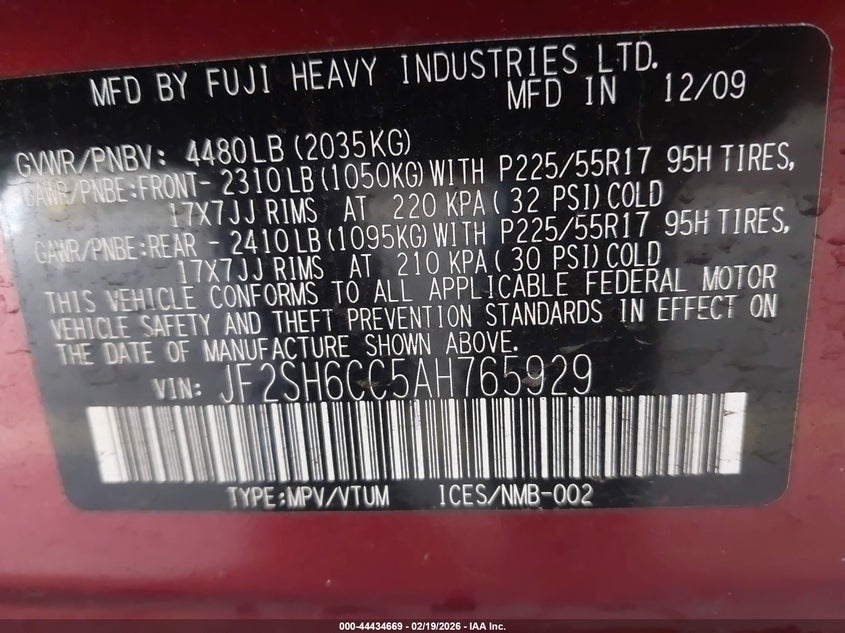 MFD BY FUJI HEAVY INDUSTRIES LTD.
MFD IN 12/09
GVWR/PNBV: 4480LB (2035KG)
GAWR/PNBE:FRONT- 2310LB (1050KG) WITH P225/55R17 95H TIRES,
17X7JJ RIMS AT 220 KPA ( 32 PSI) COLD
GAWR/PNBE:REAR - 2410LB (1095KG) WITH P225/55R17 95H TIRES,
17X7JJ RIMS AT 210 KPA ( 30 PSI) COLD
THIS VEHICLE CONFORMS TO ALL APPLICABLE FEDERAL MOTOR
VEHICLE SAFETY AND THEFT PREVENTION STANDARDS IN EFFECT ON
THE DATE OF MANUFACTURE SHOWN ABOVE.
VIN: JF2SH6CC5AH765929
TYPE:MPV/VTUM ICES/NMB-002
000-44434669 - 02/19/2026 - IAA Inc.